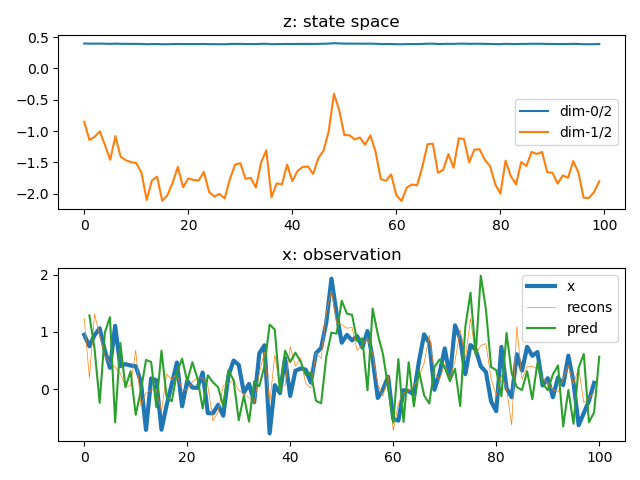 z: state space
0.5
0.0
−0.5
−1.0
−1.5
−2.0
dim-0/2
dim-1/2
0 20 40 60 80 100
x: observation
2
1
0
x
recons
pred
0 20 40 60 80 100